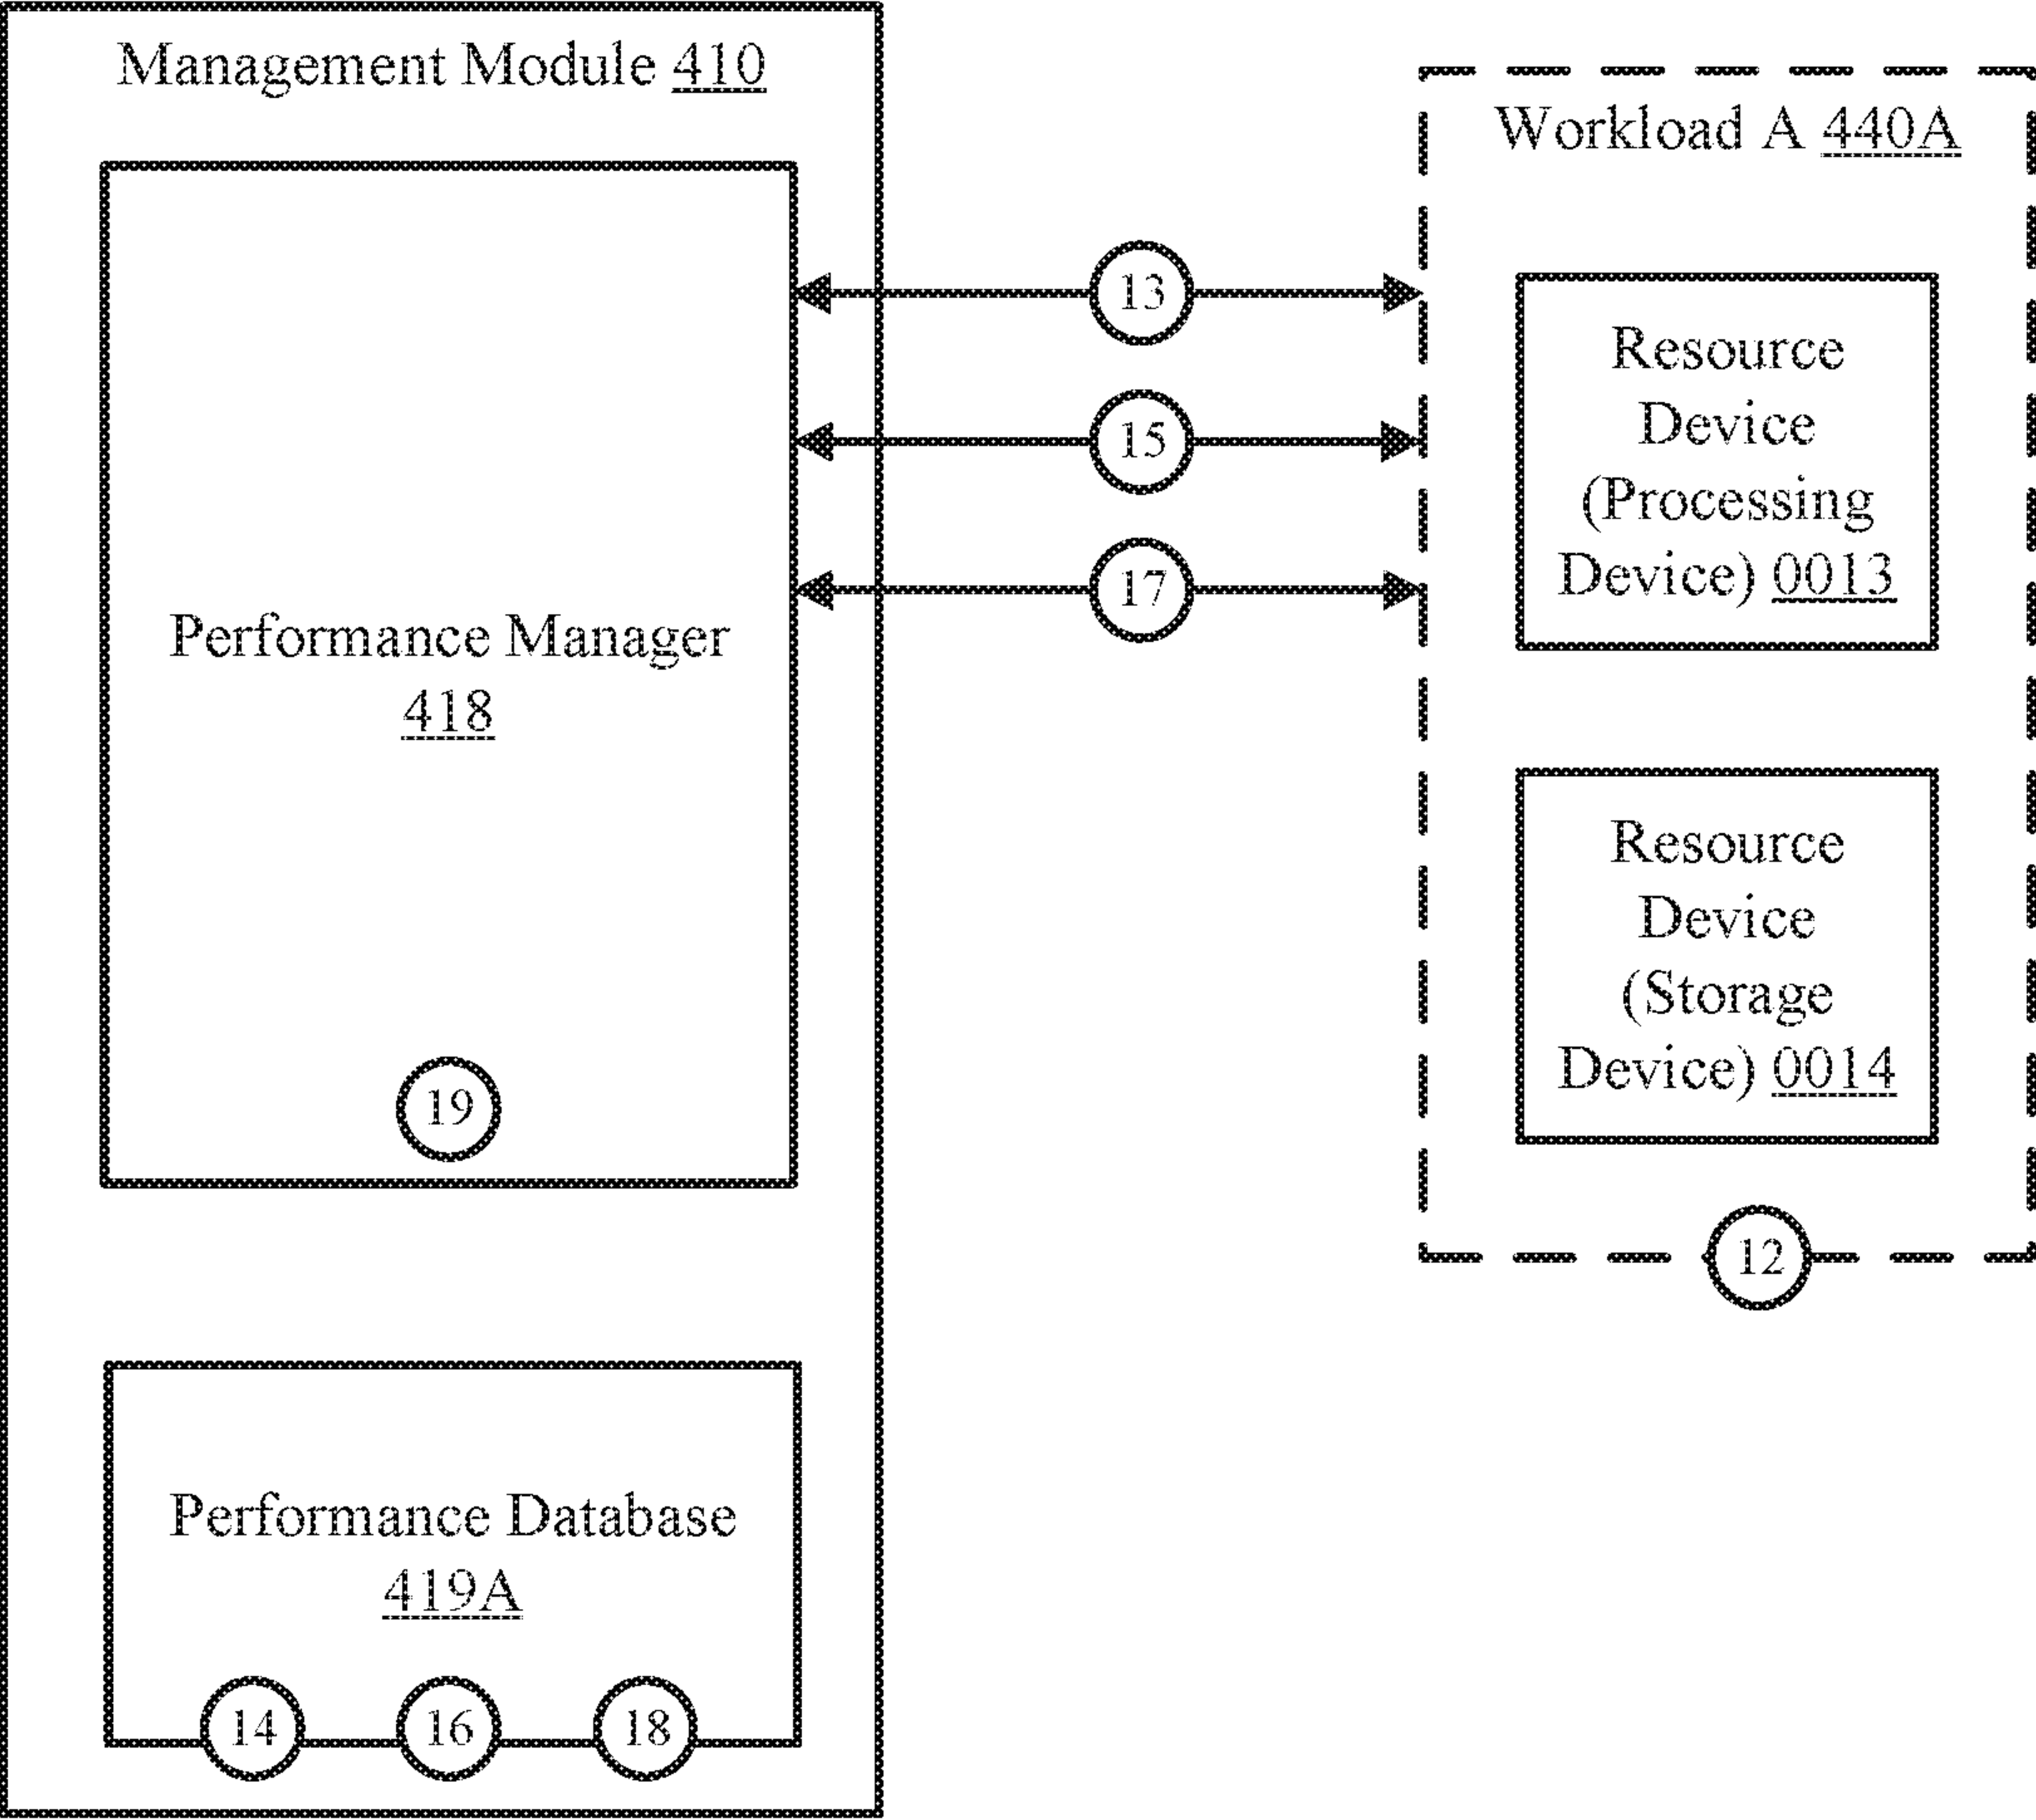 Management Module 410
Performance Manager
418
19
Performance Database
419A
14
16
18
13
15
17
Workload A 440A
Resource
Device
(Processing
Device) 0013
Resource
Device
(Storage
Device) 0014
12